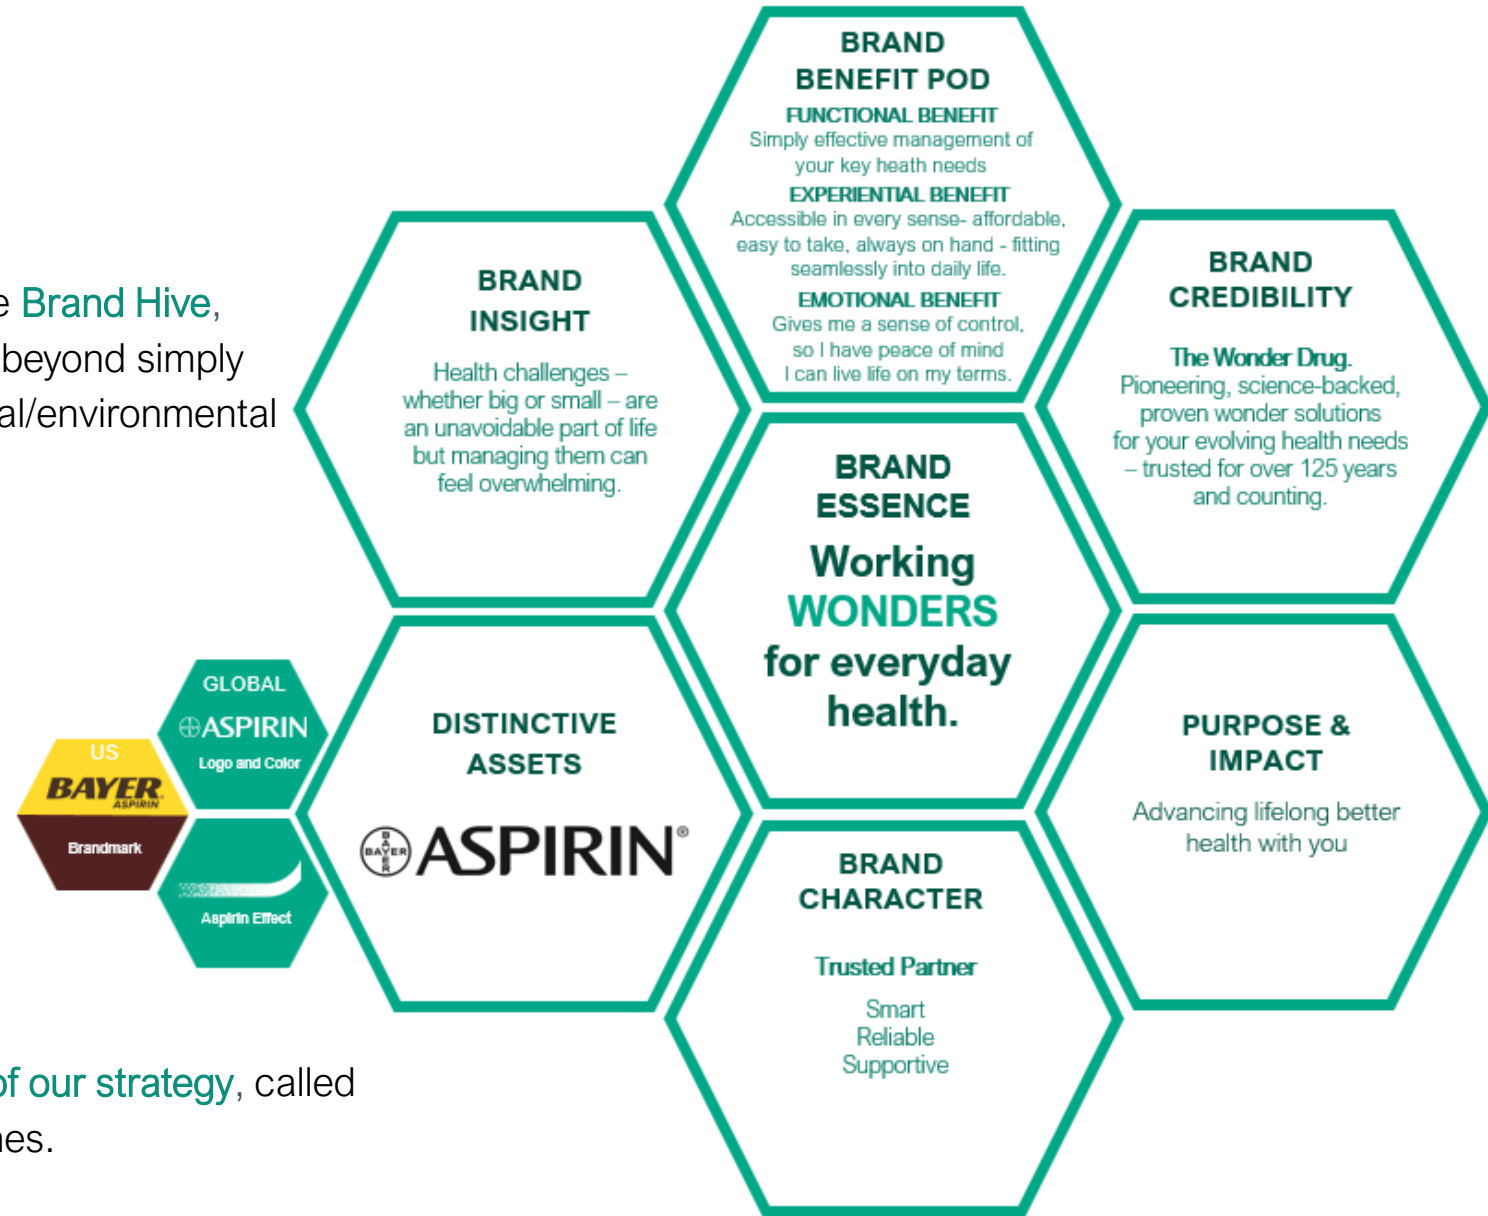 e Brand Hive,
beyond simply
al/environmental
of our strategy, called
nes.
BRAND
BENEFIT POD
FUNCTIONAL BENEFIT
Simply effective management of
your key heath needs
EXPERIENTIAL BENEFIT
Accessible in every sense- affordable,
easy to take, always on hand - fitting
seamlessly into daily life.
EMOTIONAL BENEFIT
Gives me a sense of control,
so I have peace of mind
I can live life on my terms.
BRAND
INSIGHT
Health challenges –
whether big or small – are
an unavoidable part of life
but managing them can
feel overwhelming.
BRAND
CREDIBILITY
The Wonder Drug.
Pioneering, science-backed,
proven wonder solutions
for your evolving health needs
– trusted for over 125 years
and counting.
BRAND
ESSENCE
Working
WONDERS
for everyday
health.
DISTINCTIVE
ASSETS
BAYER
BAYER
ASPIRIN®
GLOBAL
ASPIRIN
Logo and Color
US
BAYER
ASPIRIN
Brandmark
Aspirin Effect
PURPOSE &
IMPACT
Advancing lifelong better
health with you
BRAND
CHARACTER
Trusted Partner
Smart
Reliable
Supportive